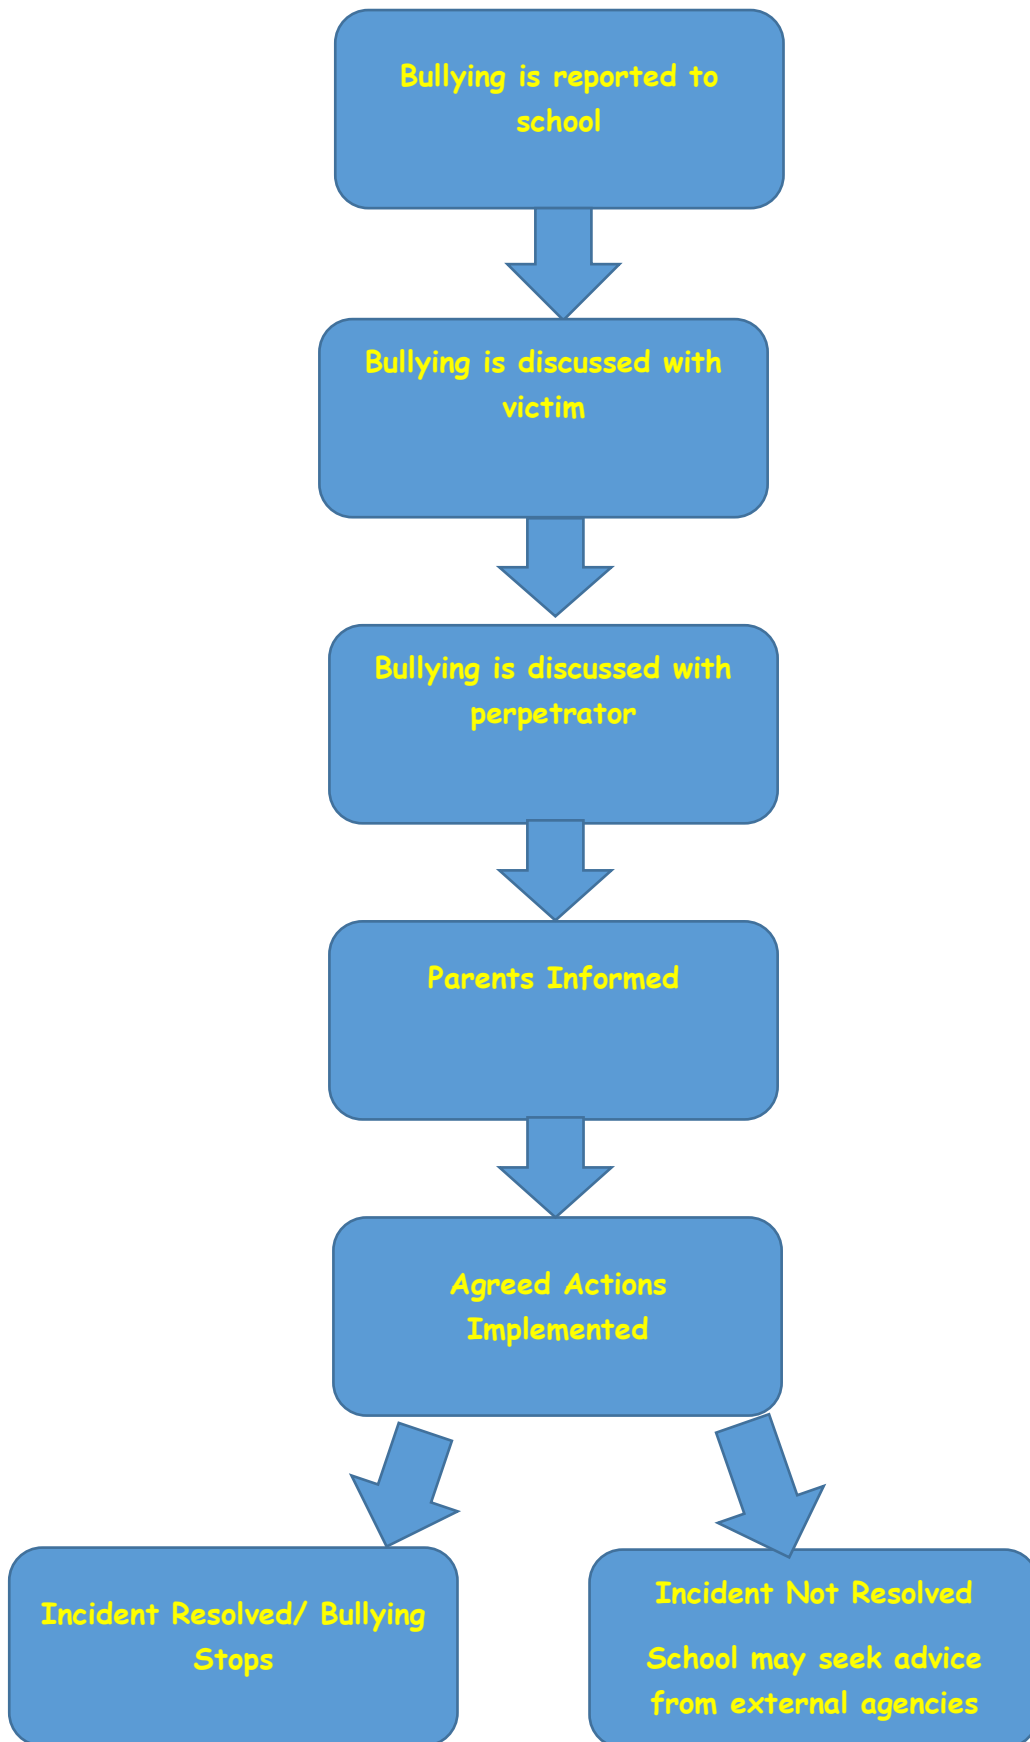 Bullying is reported to
school
Bullying is discussed with
victim
Bullying is discussed with
perpetrator
Parents Informed
Agreed Actions
Implemented
Incident Resolved/ Bullying
Stops
Incident Not Resolved
School may seek advice
from external agencies